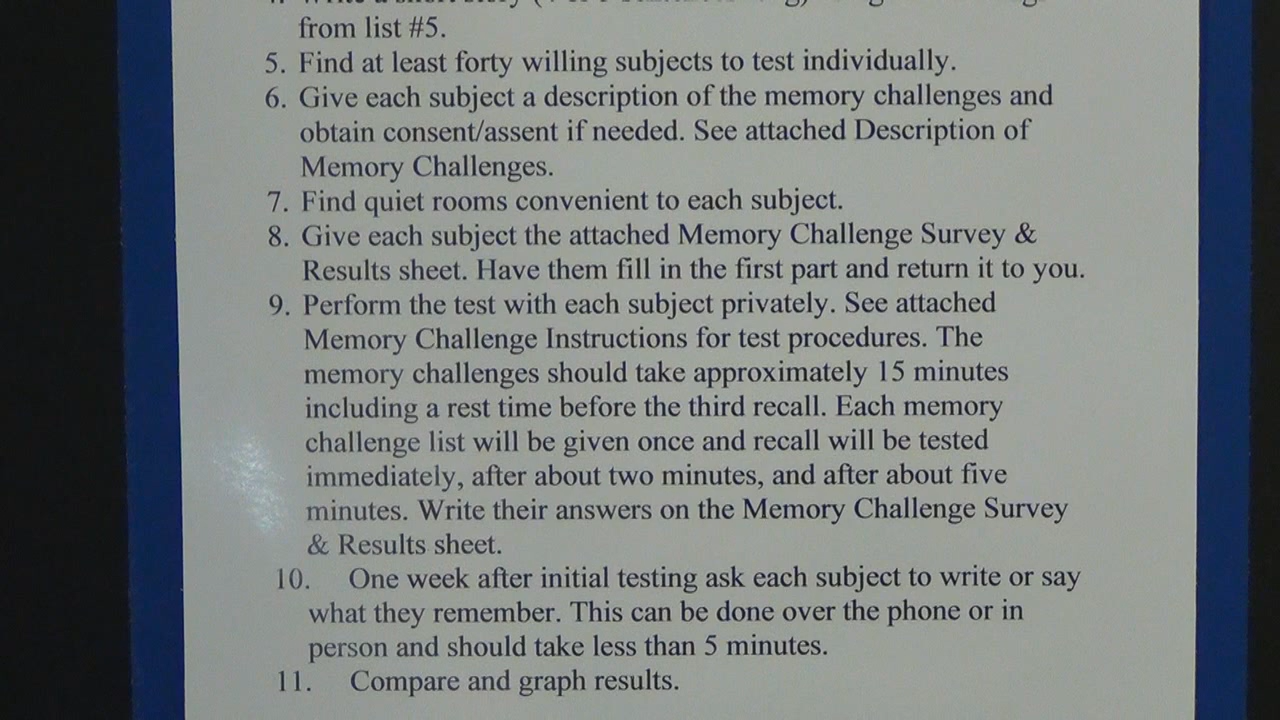 from list #5.
5. Find at least forty willing subjects to test individually.
6. Give each subject a description of the memory challenges and
obtain consent/assent if needed. See attached Description of
Memory Challenges.
7. Find quiet rooms convenient to each subject.
8. Give each subject the attached Memory Challenge Survey &
Results sheet. Have them fill in the first part and return it to you.
9. Perform the test with each subject privately. See attached
Memory Challenge Instructions for test procedures. The
memory challenges should take approximately 15 minutes
including a rest time before the third recall. Each memory
challenge list will be given once and recall will be tested
immediately, after about two minutes, and after about five
minutes. Write their answers on the Memory Challenge Survey
& Results sheet.
10. One week after initial testing ask each subject to write or say
what they remember. This can be done over the phone or in
person and should take less than 5 minutes.
11. Compare and graph results.